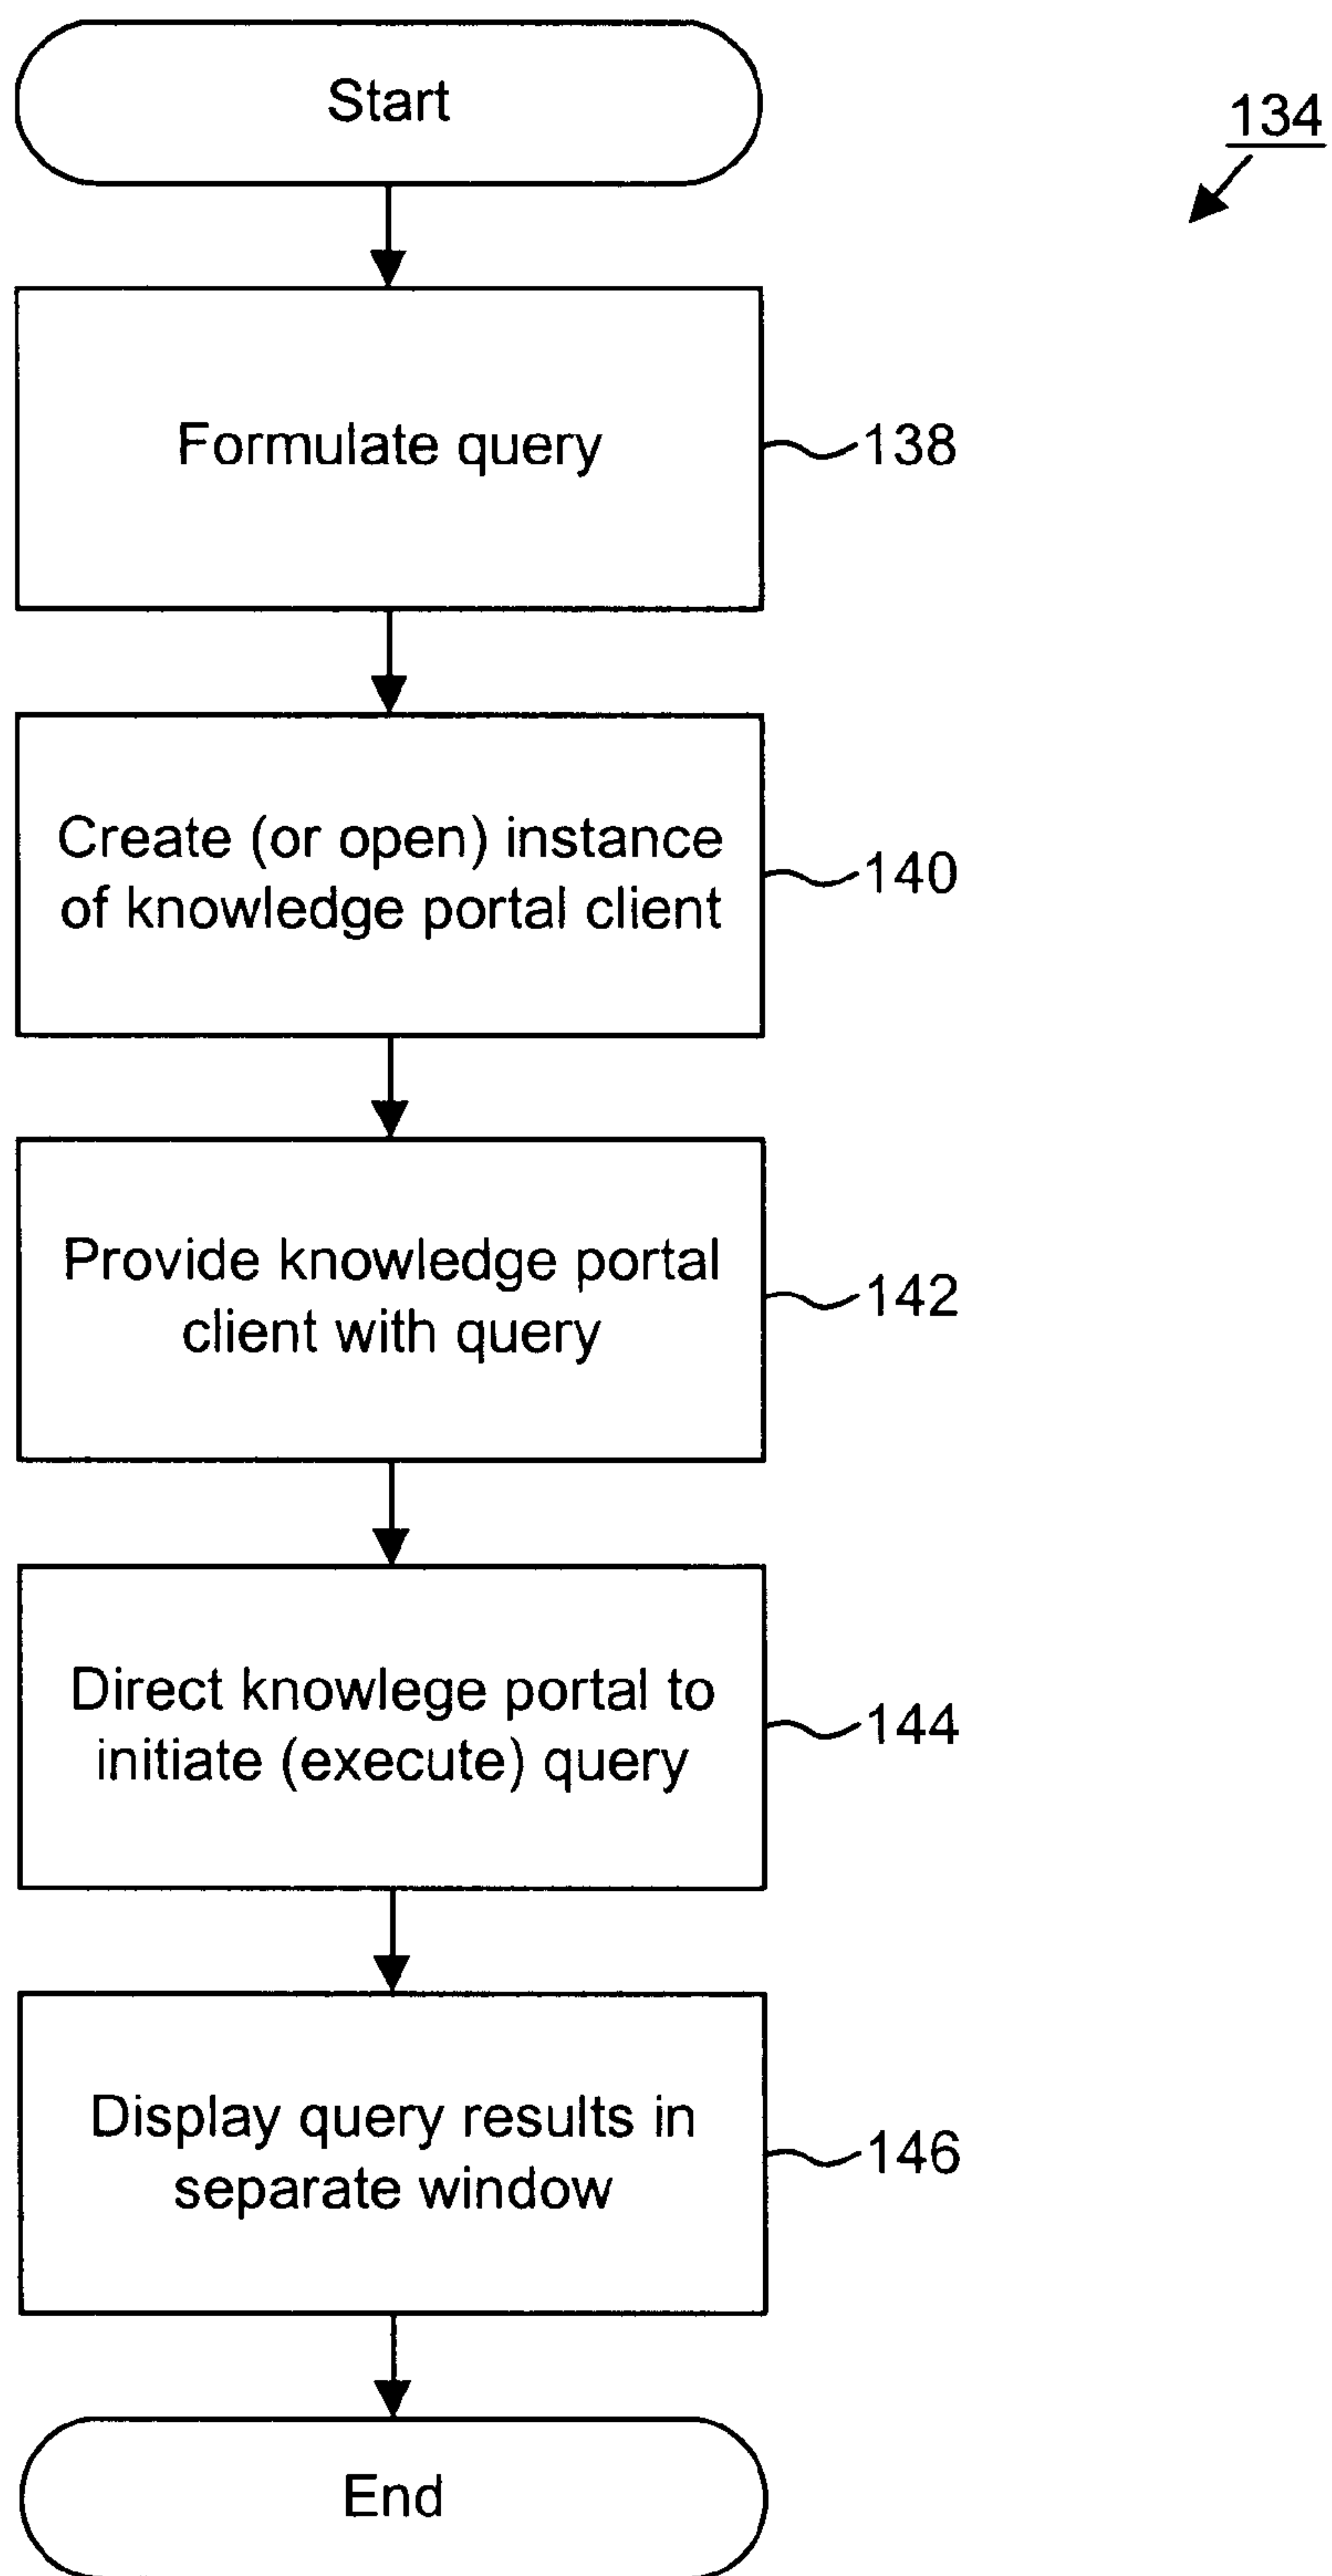 Start
134
Formulate query
138
Create (or open) instance
of knowledge portal client
140
Provide knowledge portal
client with query
142
Direct knowlege portal to
initiate (execute) query
144
Display query results in
separate window
146
End